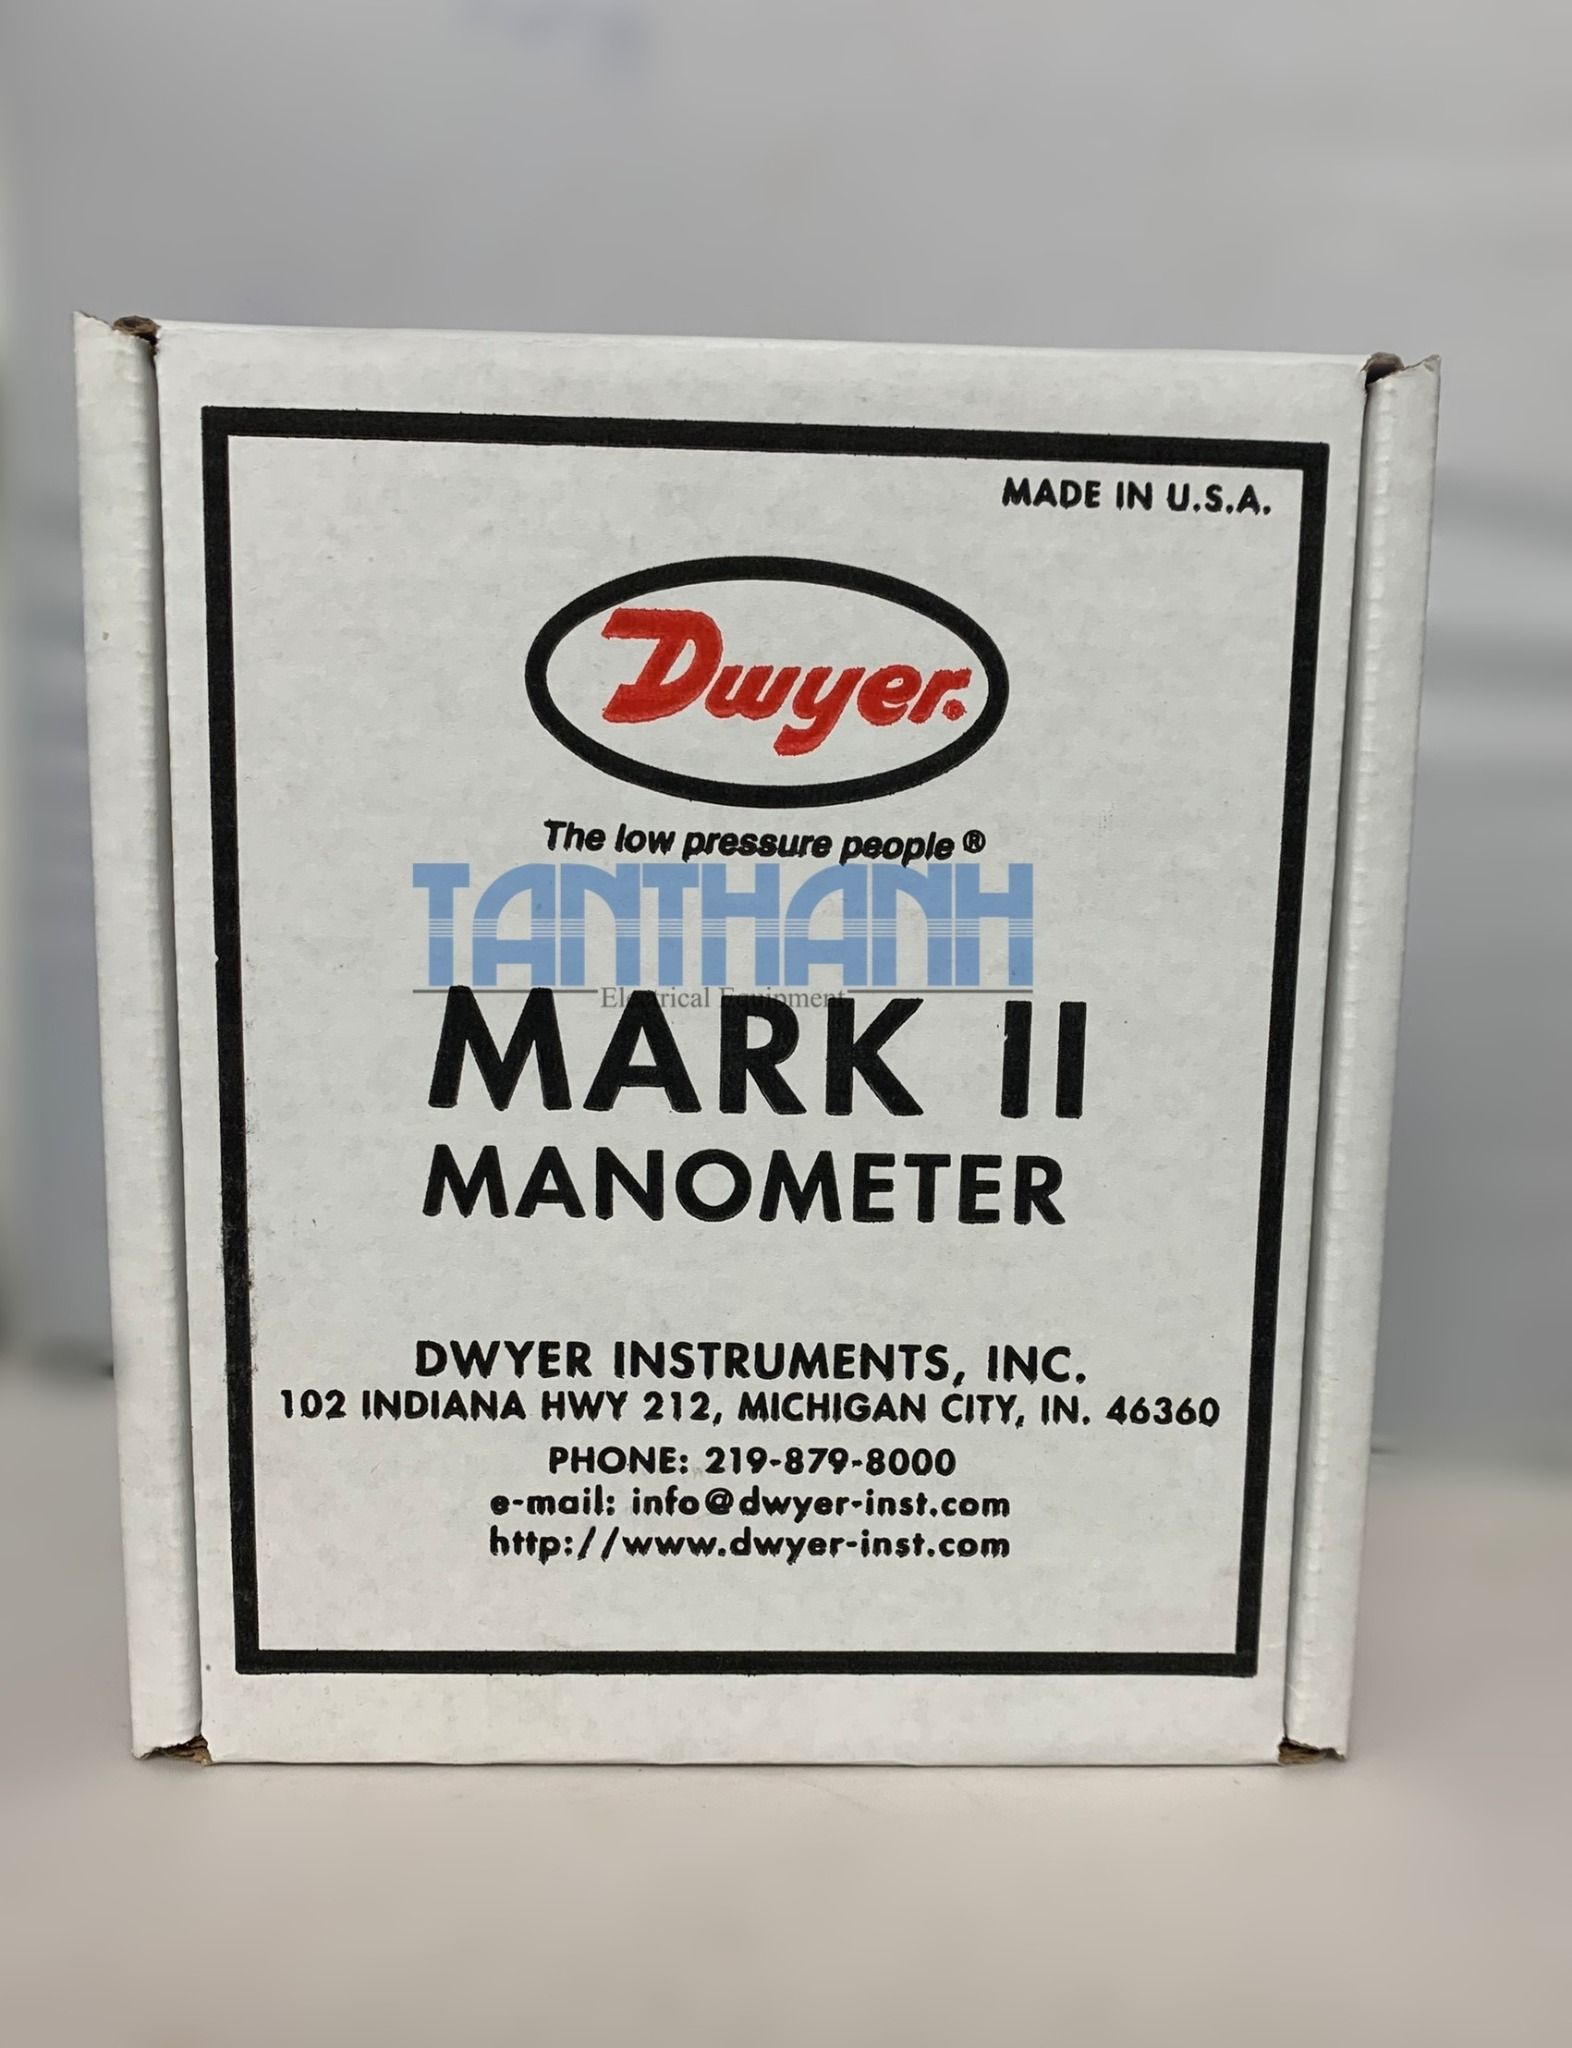 MADE IN U.S.A.
Dwyer®
The low pressure people®
TANTHANH
Electrical Equipment
MARK II
MANOMETER
DWYER INSTRUMENTS, INC.
102 INDIANA HWY 212, MICHIGAN CITY, IN. 46360
PHONE: 219-879-8000
e-mail: info@dwyer-inst.com
http://www.dwyer-inst.com